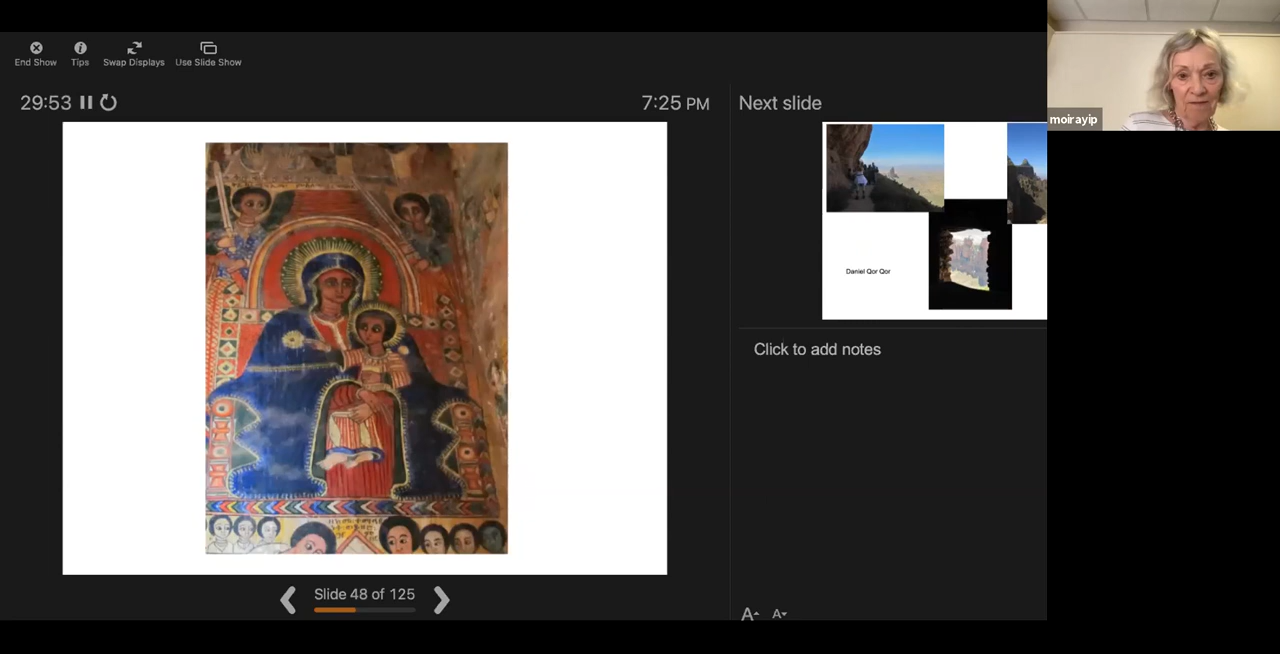 End Show
Tips
Swap Displays
Use Slide Show
29:53
7:25 PM
Next slide
moirayip
Daniel Qor Qor
Click to add notes
Slide 48 of 125
A
A